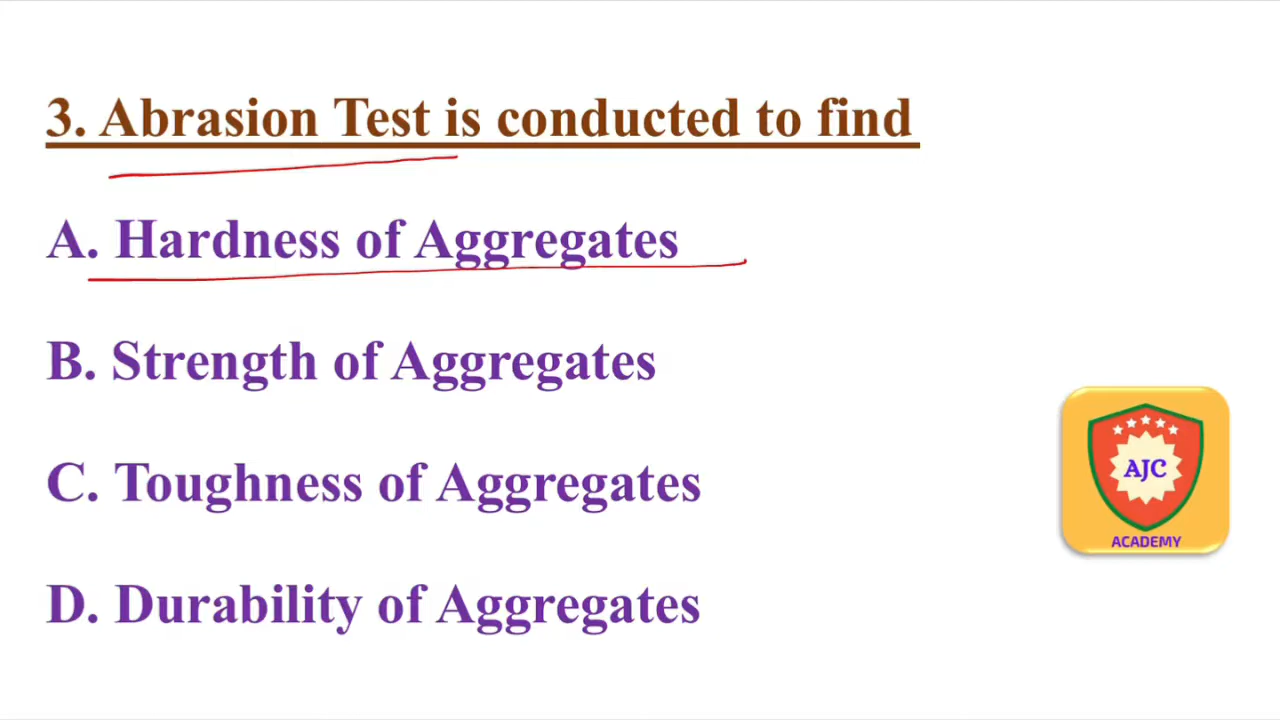 3. Abrasion Test is conducted to find
A. Hardness of Aggregates
B. Strength of Aggregates
C. Toughness of Aggregates
D. Durability of Aggregates
AJC
ACADEMY